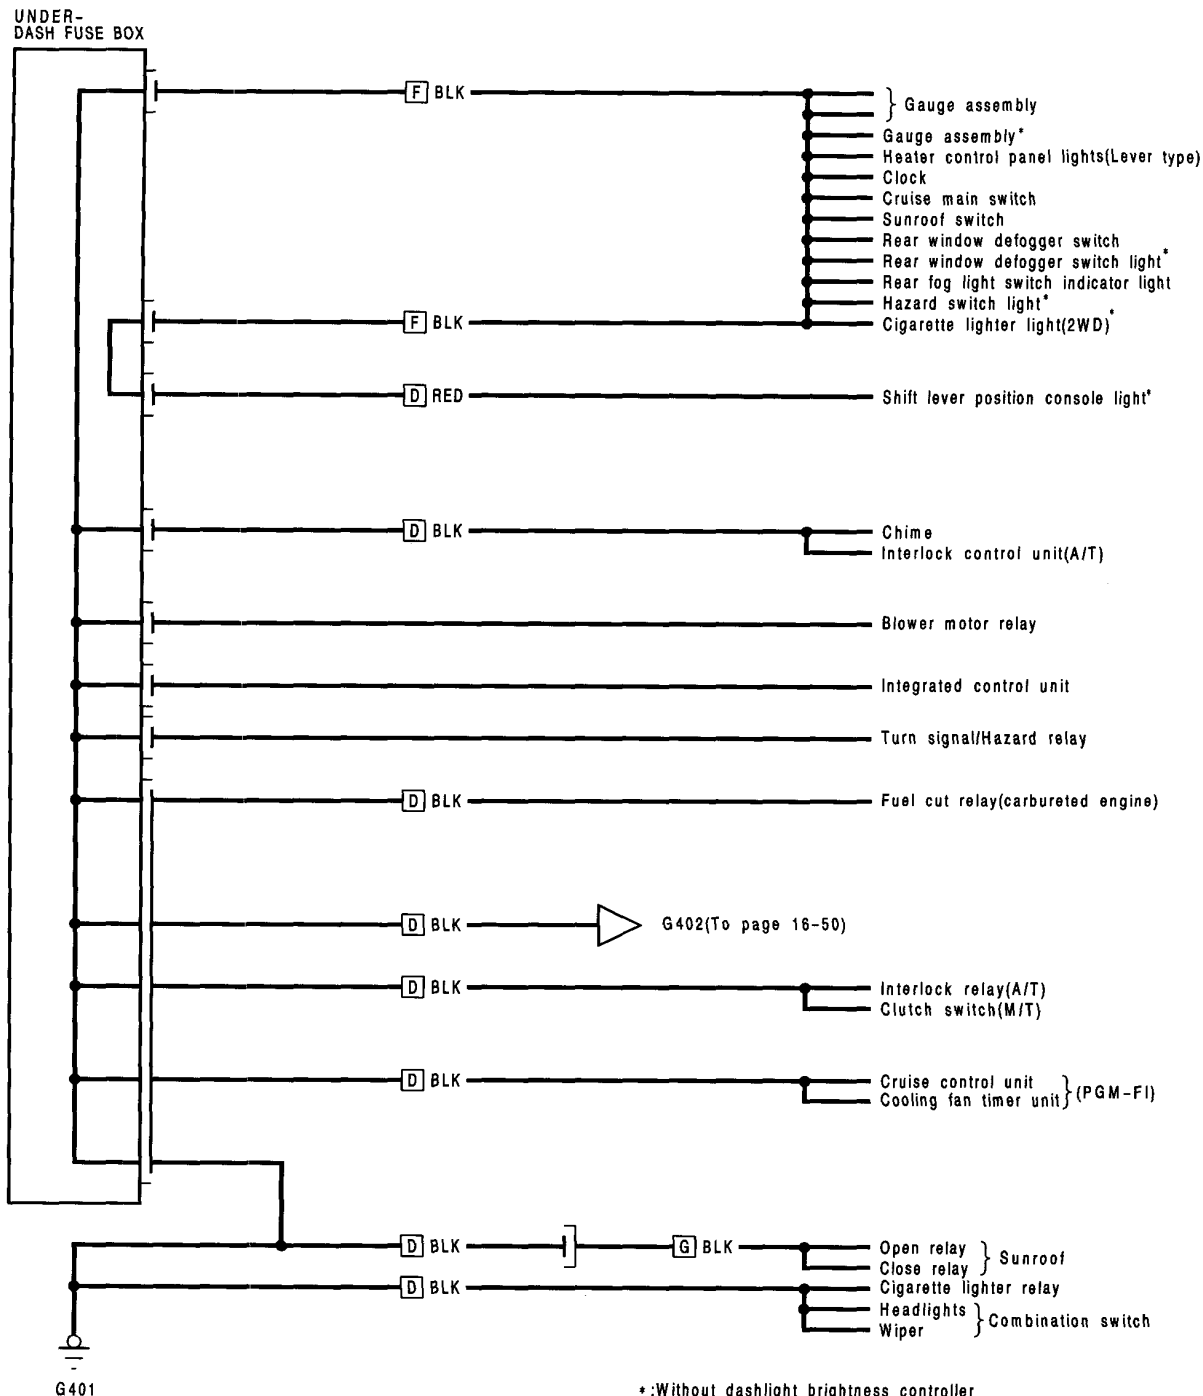 UNDER-
DASH FUSE BOX
F BLK
Gauge assembly
Gauge assembly*
Heater control panel lights(Lever type)
Clock
Cruise main switch
Sunroof switch
Rear window defogger switch
Rear window defogger switch light*
Rear fog light switch indicator light
Hazard switch light*
F BLK
Cigarette lighter light(2WD)*
D RED
Shift lever position console light*
D BLK
Chime
Interlock control unit(A/T)
Blower motor relay
Integrated control unit
Turn signal/Hazard relay
D BLK
Fuel cut relay(carbureted engine)
D BLK
G402(To page 16-50)
D BLK
Interlock relay(A/T)
Clutch switch(M/T)
D BLK
Cruise control unit
Cooling fan timer unit
(PGM-FI)
D BLK
G BLK
Open relay
Close relay
Sunroof
D BLK
Cigarette lighter relay
Headlights
Wiper
Combination switch
G401
* :Without dashlight brightness controller